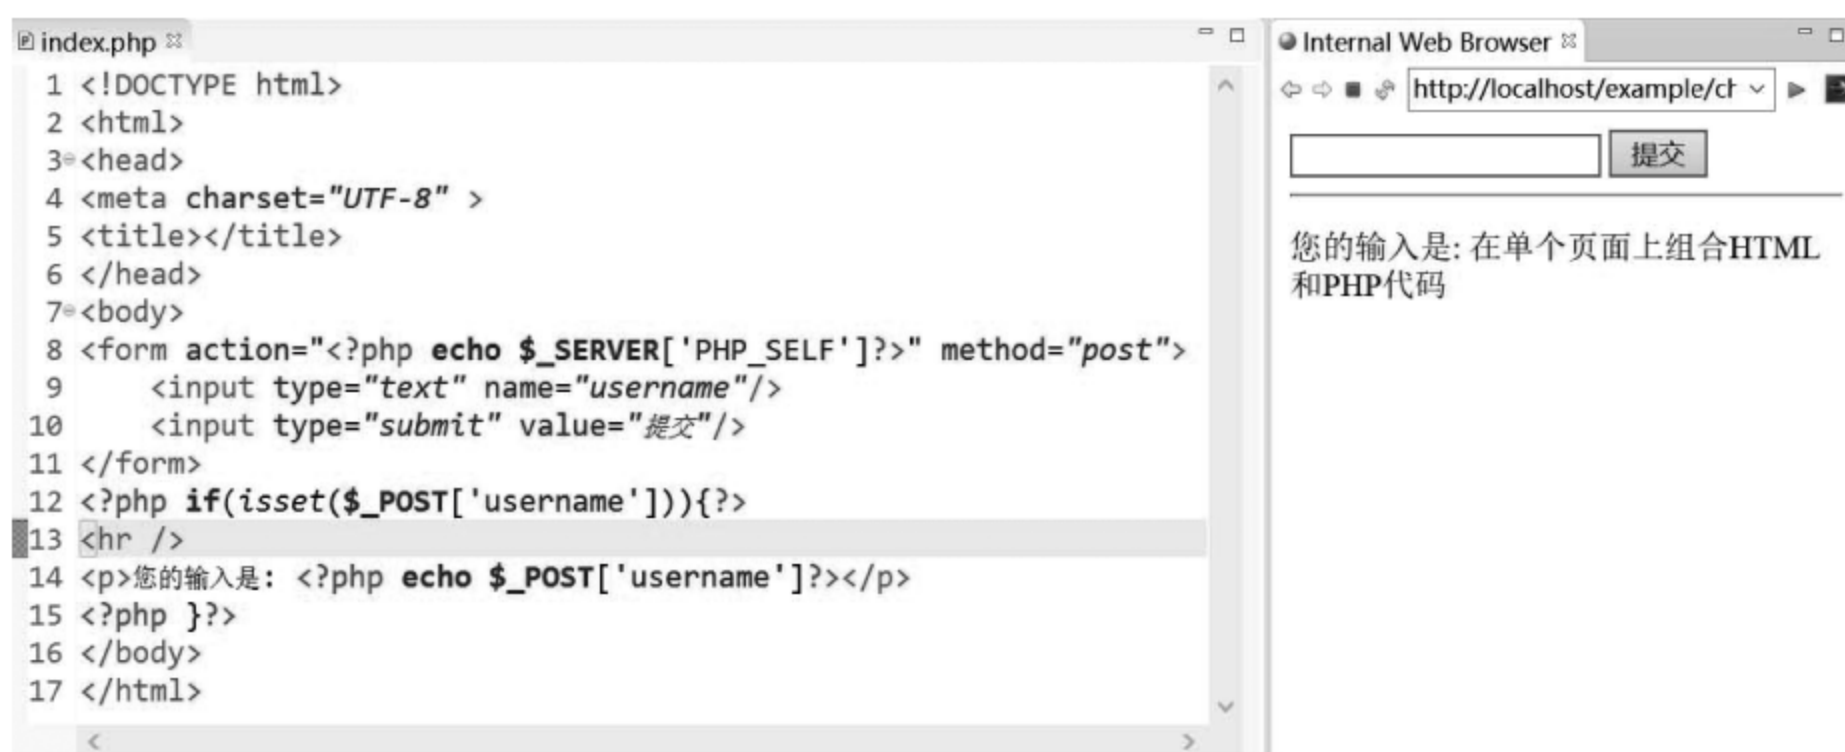 index.php
1 <!DOCTYPE html>
2 <html>
3 <head>
4 <meta charset="UTF-8" >
5 <title></title>
6 </head>
7 <body>
8 <form action="<?php echo $_SERVER['PHP_SELF']?>" method="post">
9 <input type="text" name="username"/>
10 <input type="submit" value="提交"/>
11 </form>
12 <?php if(isset($_POST['username'])){?>
13 <hr />
14 <p>您的输入是: <?php echo $_POST['username']?></p>
15 <?php }?>
16 </body>
17 </html>
Internal Web Browser
http://localhost/example/ch
提交
您的输入是: 在单个页面上组合HTML
和PHP代码